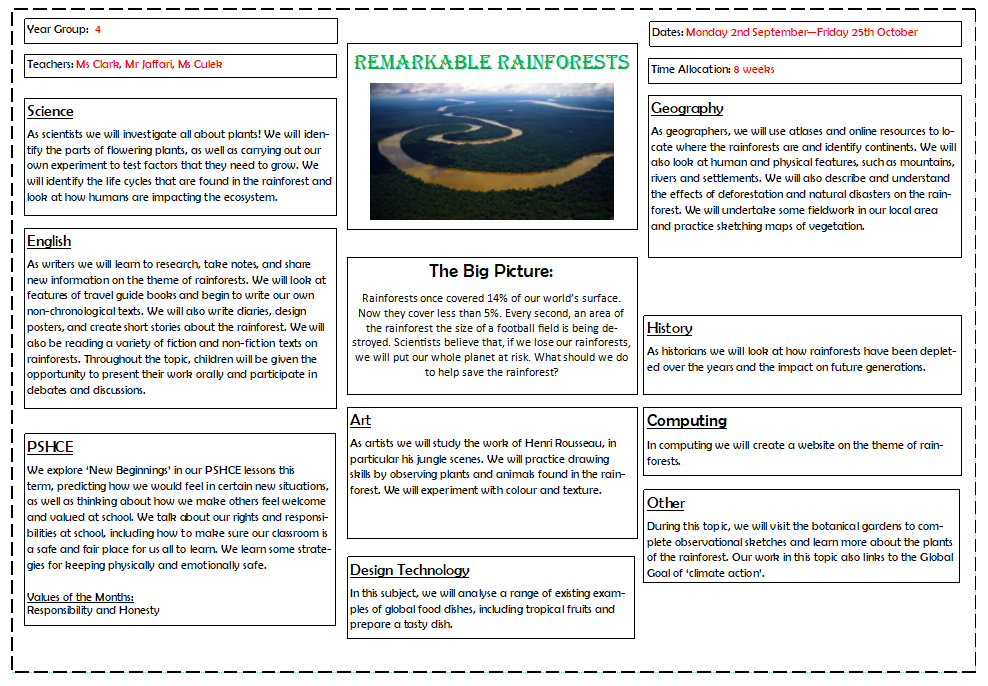 Year Group: 4
Teachers: Ms Clark, Mr Jaffari, Ms Culek
Science
As scientists we will investigate all about plants! We will iden-
tify the parts of flowering plants, as well as carrying out our
own experiment to test factors that they need to grow. We
will identify the life cycles that are found in the rainforest and
look at how humans are impacting the ecosystem.
English
As writers we will learn to research, take notes, and share
new information on the theme of rainforests. We will look at
features of travel guide books and begin to write our own
non-chronological texts. We will also write diaries, design
posters, and create short stories about the rainforest. We will
also be reading a variety of fiction and non-fiction texts on
rainforests. Throughout the topic, children will be given the
opportunity to present their work orally and participate in
debates and discussions.
PSHCE
We explore ‘New Beginnings’ in our PSHCE lessons this
term, predicting how we would feel in certain new situations,
as well as thinking about how we make others feel welcome
and valued at school. We talk about our rights and responsi-
bilities at school, including how to make sure our classroom is
a safe and fair place for us all to learn. We learn some strate-
gies for keeping physically and emotionally safe.
Values of the Months:
Responsibility and Honesty
REMARKABLE RAINFORESTS
The Big Picture:
Rainforests once covered 14% of our world’s surface.
Now they cover less than 5%. Every second, an area of
the rainforest the size of a football field is being de-
stroyed. Scientists believe that, if we lose our rainforests,
we will put our whole planet at risk. What should we do
to help save the rainforest?
Art
As artists we will study the work of Henri Rousseau, in
particular his jungle scenes. We will practice drawing
skills by observing plants and animals found in the rain-
forest. We will experiment with colour and texture.
Design Technology
In this subject, we will analyse a range of existing exam-
ples of global food dishes, including tropical fruits and
prepare a tasty dish.
Dates: Monday 2nd September—Friday 25th October
Time Allocation: 8 weeks
Geography
As geographers, we will use atlases and online resources to lo-
cate where the rainforests are and identify continents. We will
also look at human and physical features, such as mountains,
rivers and settlements. We will also describe and understand
the effects of deforestation and natural disasters on the rain-
forest. We will undertake some fieldwork in our local area
and practice sketching maps of vegetation.
History
As historians we will look at how rainforests have been deplet-
ed over the years and the impact on future generations.
Computing
In computing we will create a website on the theme of rain-
forests.
Other
During this topic, we will visit the botanical gardens to com-
plete observational sketches and learn more about the plants
of the rainforest. Our work in this topic also links to the Global
Goal of ‘climate action’.